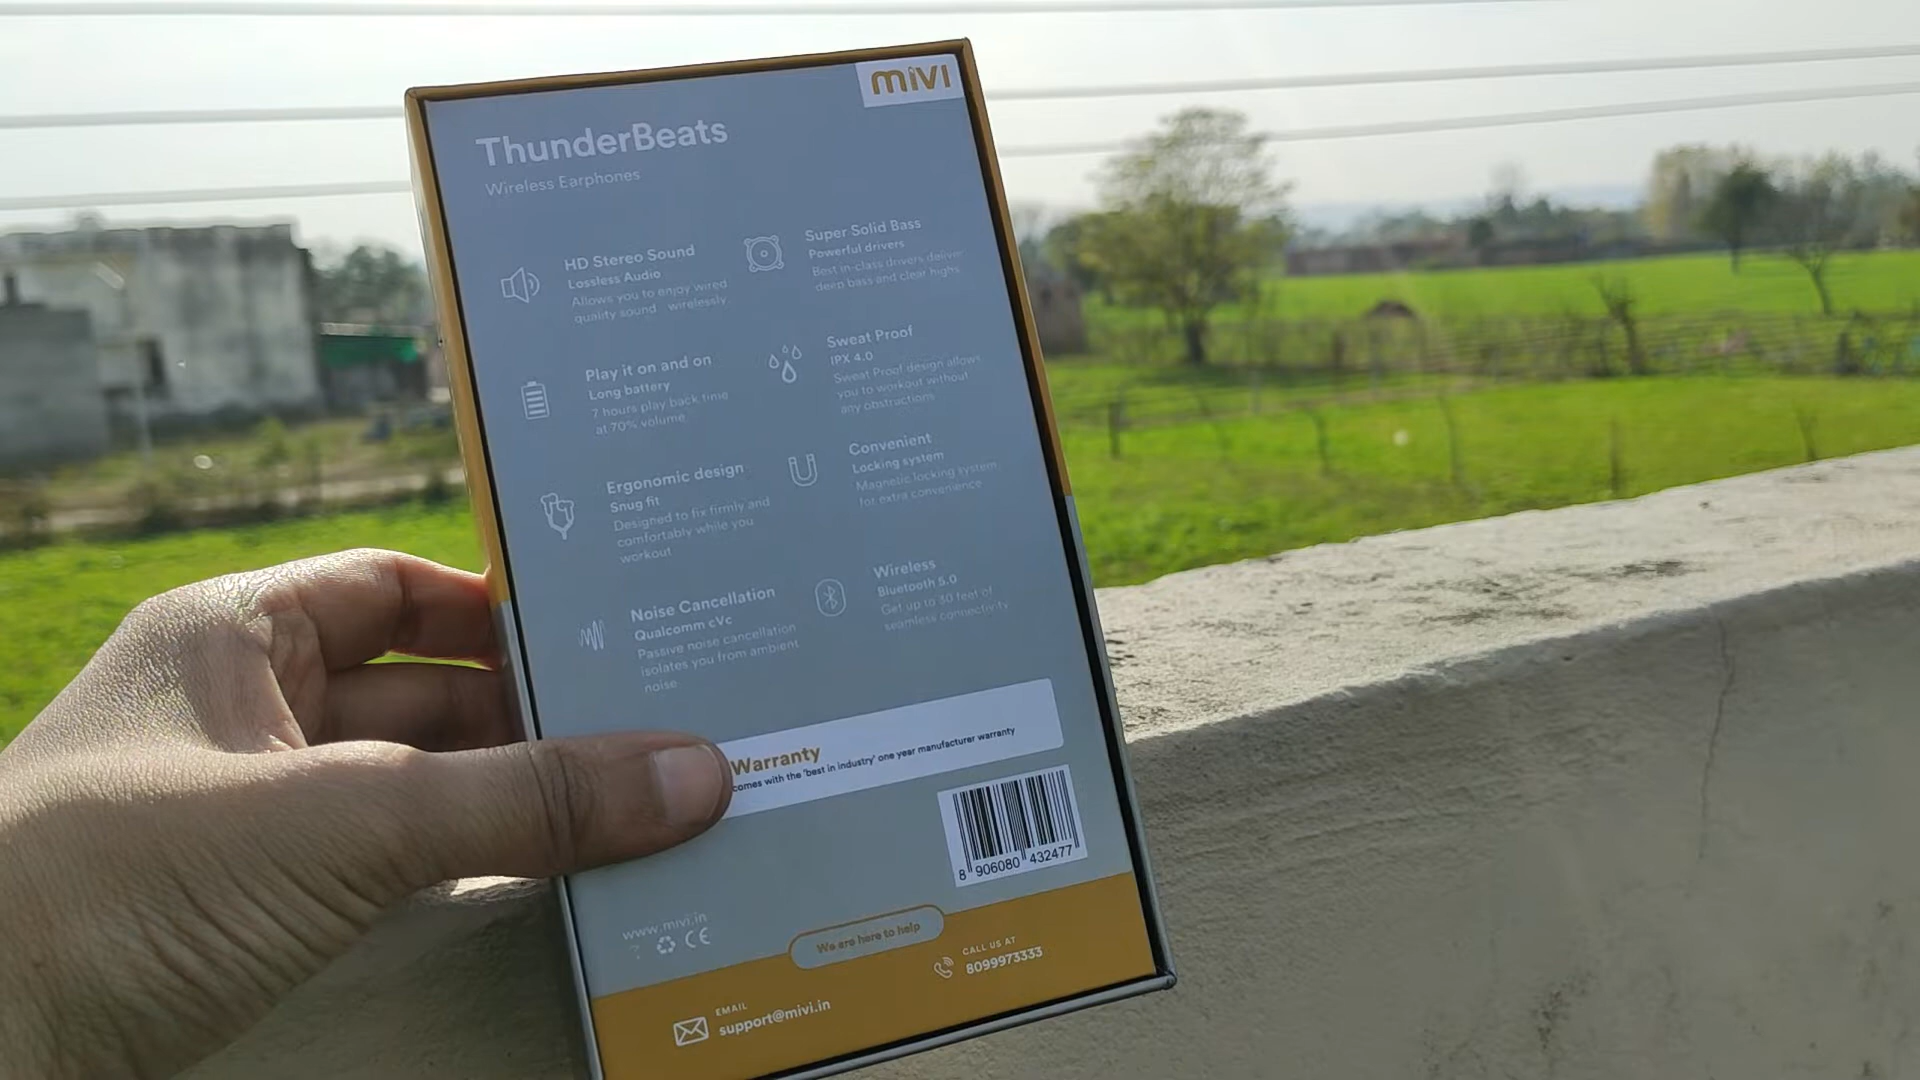 mivi
ThunderBeats
Wireless Earphones
HD Stereo Sound
Lossless Audio
Allows you to enjoy wired
quality sound wirelessly.
Super Solid Bass
Powerful drivers
Best in-class drivers deliver
deep bass and clear highs
Play it on and on
Long battery
7 hours play back time
at 70% volume
Sweat Proof
IPX 4.0
Sweat Proof design allows
you to workout without
any obstructions
Ergonomic design
Snug fit
Designed to fix firmly and
comfortably while you
workout
Convenient
Locking system
Magnetic locking system
for extra convenience
Noise Cancellation
Qualcomm cVc
Passive noise cancellation
isolates you from ambient
noise
Wireless
Bluetooth 5.0
Get up to 30 feet of
seamless connectivity
Warranty
comes with the 'best in industry' one year manufacturer warranty
8 906080 432477
www.mivi.in
CE
We are here to help
CALL US AT
8099973333
EMAIL
support@mivi.in